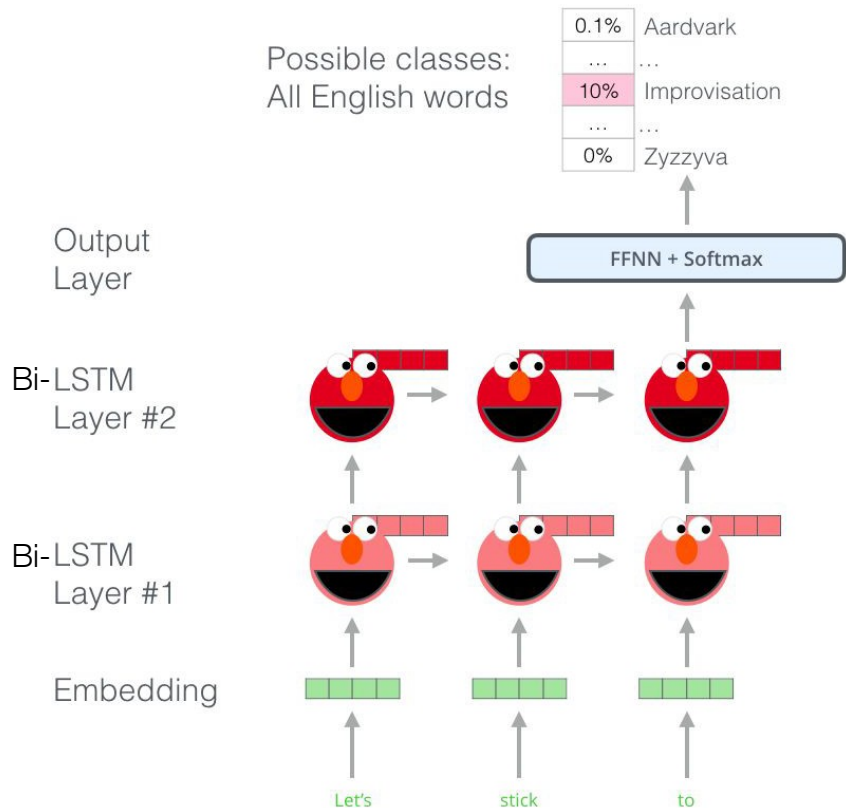 0.1% Aardvark
Possible classes:
... ...
All English words
10% Improvisation
... ...
0% Zyzzyva
Output
Layer
FFNN + Softmax
Bi-LSTM
Layer #2
Bi-LSTM
Layer #1
Embedding
Let's stick to